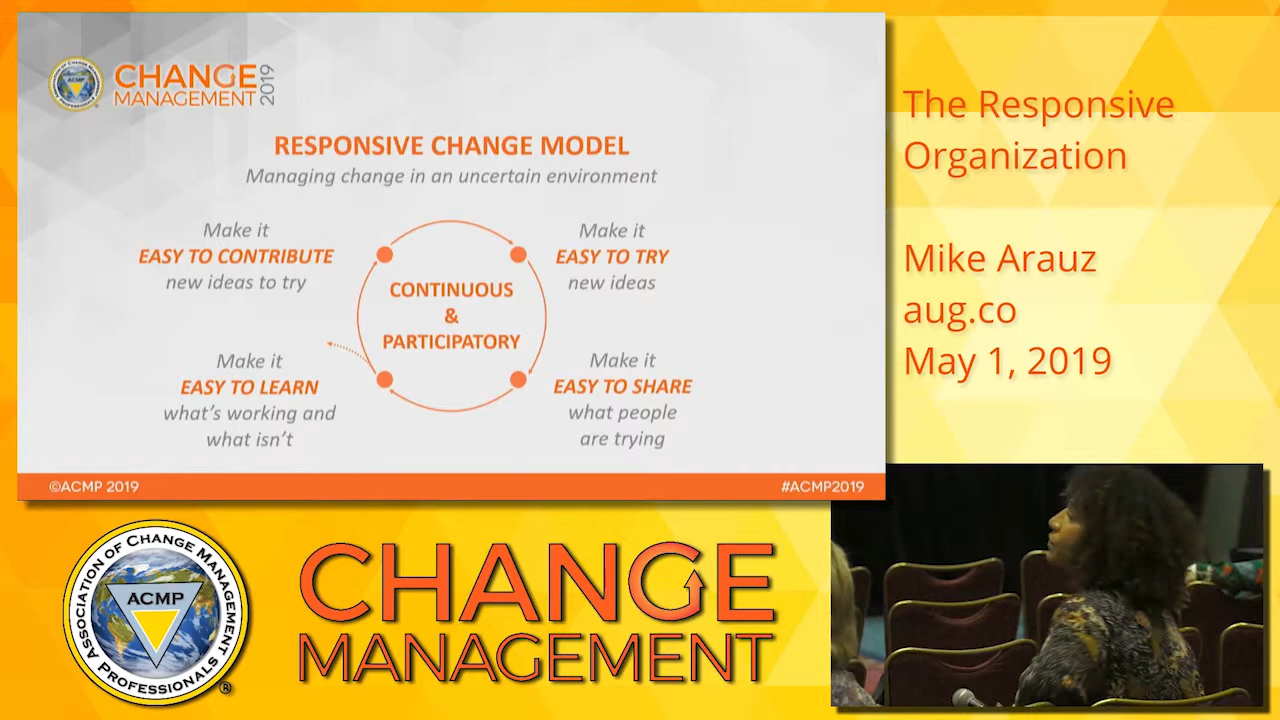 ACMP
CHANGE
MANAGEMENT
2019
RESPONSIVE CHANGE MODEL
Managing change in an uncertain environment
Make it
EASY TO CONTRIBUTE
new ideas to try
Make it
EASY TO TRY
new ideas
CONTINUOUS
&
PARTICIPATORY
Make it
EASY TO LEARN
what's working and
what isn't
Make it
EASY TO SHARE
what people
are trying
©ACMP 2019
#ACMP2019
The Responsive
Organization
Mike Arauz
aug.co
May 1, 2019
ASSOCIATION OF CHANGE MANAGEMENT PROFESSIONALS
ACMP
®
CHANGE
MANAGEMENT